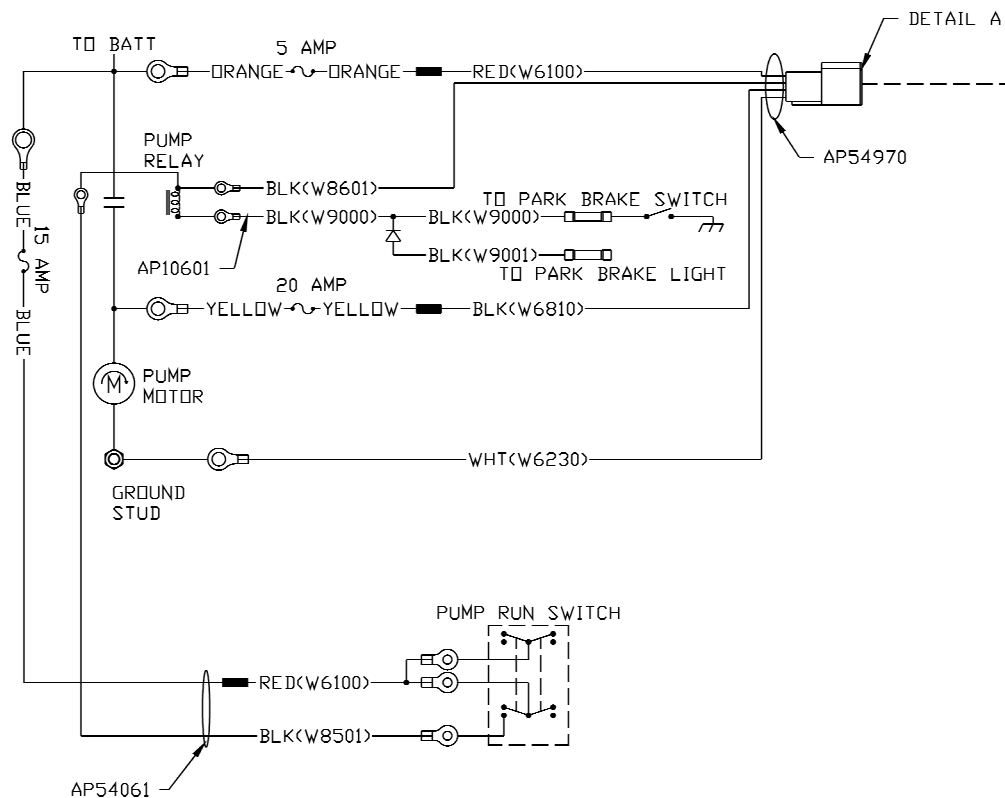 DETAIL A
TO BATT
5 AMP
ORANGE
ORANGE
RED(W6100)
PUMP
RELAY
AP54970
BLK(W8601)
TO PARK BRAKE SWITCH
BLUE
BLK(W9000)
BLK(W9000)
15 AMP
BLK(W9001)
AP10601
TO PARK BRAKE LIGHT
20 AMP
YELLOW
YELLOW
BLK(W6810)
BLUE
M
PUMP
MOTOR
WHT(W6230)
GROUND
STUD
PUMP RUN SWITCH
RED(W6100)
BLK(W8501)
AP54061